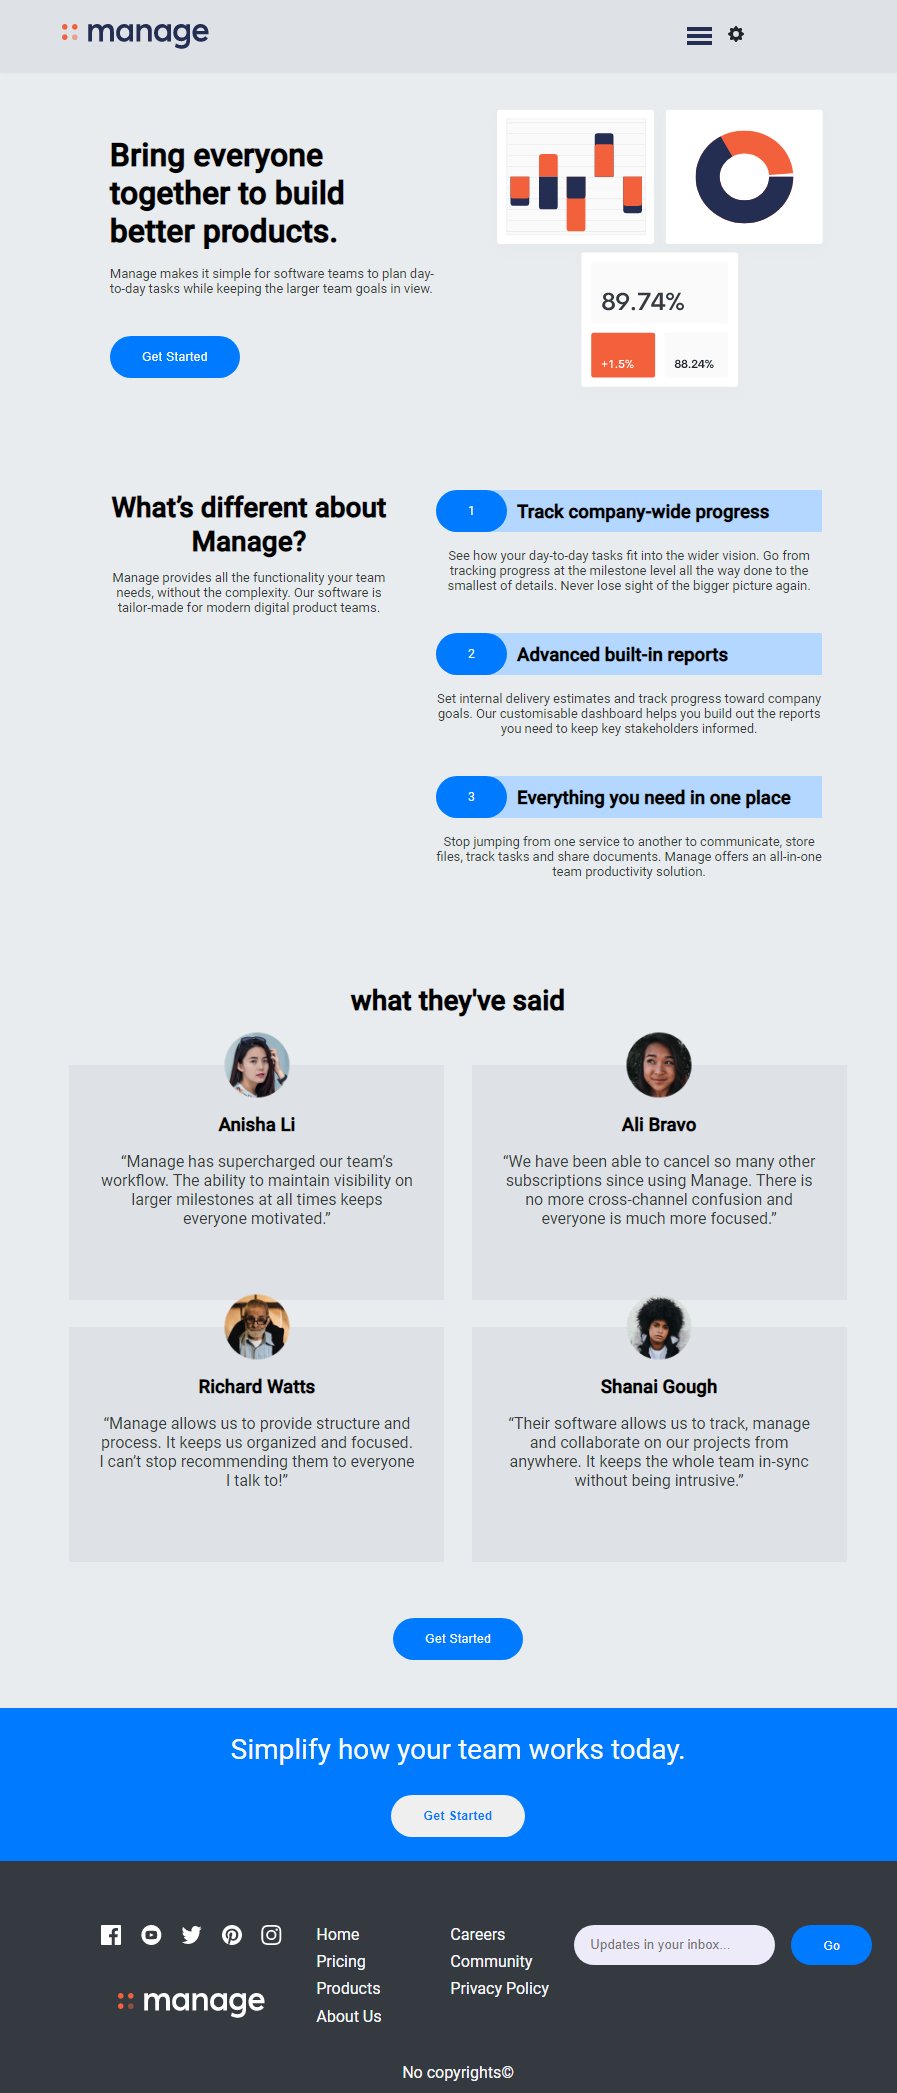 manage
Bring everyone
together to build
better products.
Manage makes it simple for software teams to plan day-
to-day tasks while keeping the larger team goals in view.
Get Started
89.74%
+1.5%
88.24%
What’s different about
Manage?
Manage provides all the functionality your team
needs, without the complexity. Our software is
tailor-made for modern digital product teams.
1 Track company-wide progress
See how your day-to-day tasks fit into the wider vision. Go from
tracking progress at the milestone level all the way done to the
smallest of details. Never lose sight of the bigger picture again.
2 Advanced built-in reports
Set internal delivery estimates and track progress toward company
goals. Our customisable dashboard helps you build out the reports
you need to keep key stakeholders informed.
3 Everything you need in one place
Stop jumping from one service to another to communicate, store
files, track tasks and share documents. Manage offers an all-in-one
team productivity solution.
what they've said
Anisha Li
“Manage has supercharged our team’s
workflow. The ability to maintain visibility on
larger milestones at all times keeps
everyone motivated.”
Ali Bravo
“We have been able to cancel so many other
subscriptions since using Manage. There is
no more cross-channel confusion and
everyone is much more focused.”
Richard Watts
“Manage allows us to provide structure and
process. It keeps us organized and focused.
I can’t stop recommending them to everyone
I talk to!”
Shanai Gough
“Their software allows us to track, manage
and collaborate on our projects from
anywhere. It keeps the whole team in-sync
without being intrusive.”
Get Started
Simplify how your team works today.
Get Started
manage
Home
Pricing
Products
About Us
Careers
Community
Privacy Policy
Updates in your inbox...
Go
No copyrights©